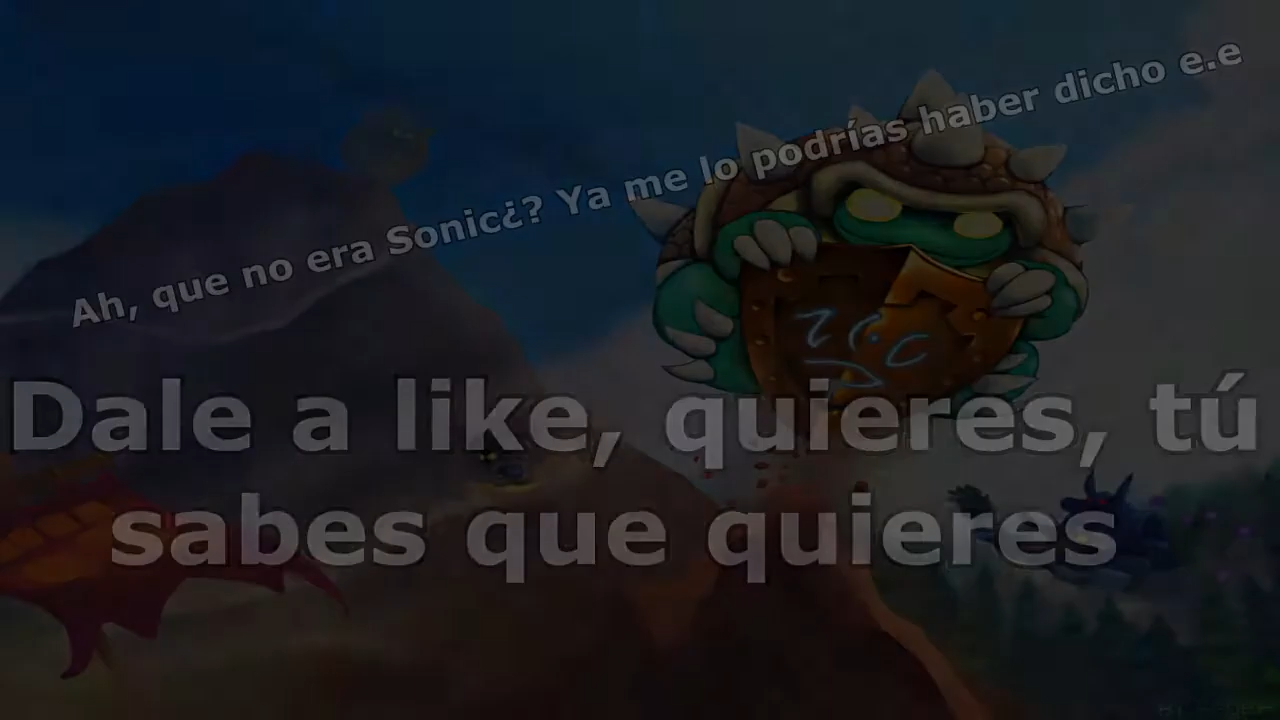 Ah, que no era Sonic¿? Ya me lo podrías haber dicho e.e
Dale a like, quieres, tú
sabes que quieres